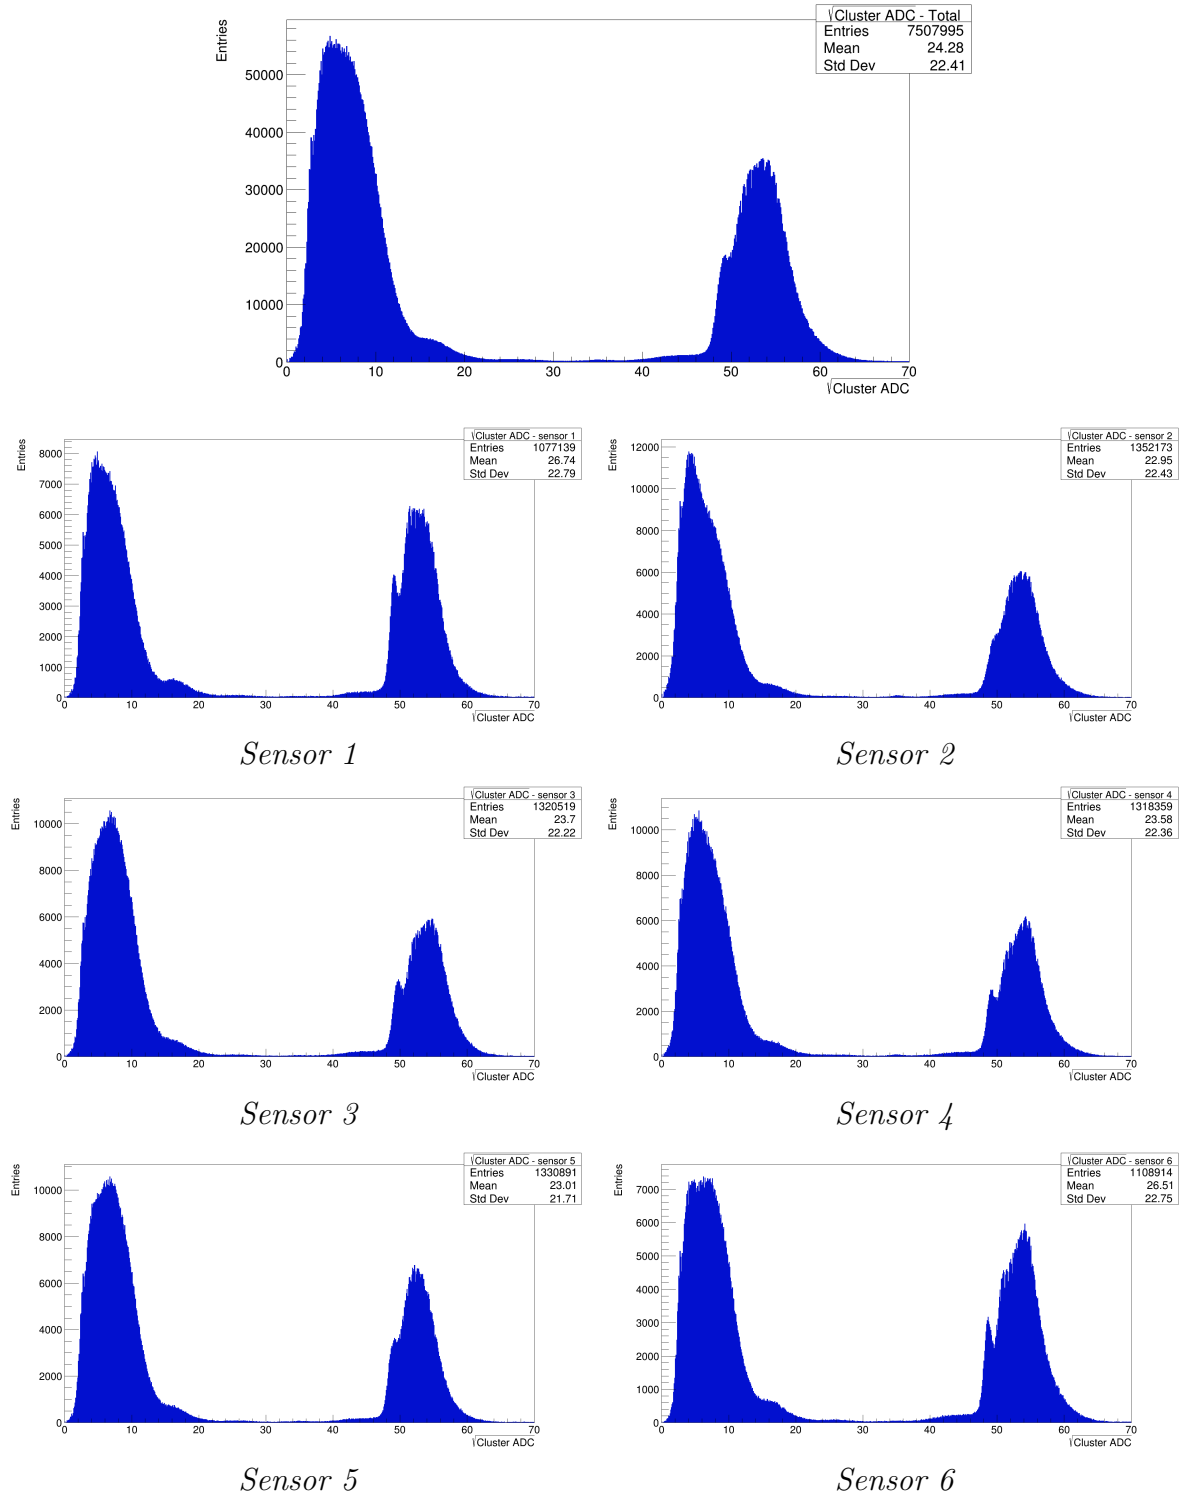 √Cluster ADC - Total
Entries 7507995
Mean 24.28
Std Dev 22.41
Entries
50000
40000
30000
20000
10000
0
0 10 20 30 40 50 60 70
√Cluster ADC
√Cluster ADC - sensor 1
Entries 1077139
Mean 26.74
Std Dev 22.79
Entries
8000
7000
6000
5000
4000
3000
2000
1000
0
0 10 20 30 40 50 60 70
√Cluster ADC
Sensor 1
√Cluster ADC - sensor 2
Entries 1352173
Mean 22.95
Std Dev 22.43
Entries
12000
10000
8000
6000
4000
2000
0
0 10 20 30 40 50 60 70
√Cluster ADC
Sensor 2
√Cluster ADC - sensor 3
Entries 1320519
Mean 23.7
Std Dev 22.22
Entries
10000
8000
6000
4000
2000
0
0 10 20 30 40 50 60 70
√Cluster ADC
Sensor 3
√Cluster ADC - sensor 4
Entries 1318359
Mean 23.58
Std Dev 22.36
Entries
10000
8000
6000
4000
2000
0
0 10 20 30 40 50 60 70
√Cluster ADC
Sensor 4
√Cluster ADC - sensor 5
Entries 1330891
Mean 23.01
Std Dev 21.71
Entries
10000
8000
6000
4000
2000
0
0 10 20 30 40 50 60 70
√Cluster ADC
Sensor 5
√Cluster ADC - sensor 6
Entries 1108914
Mean 26.51
Std Dev 22.75
Entries
7000
6000
5000
4000
3000
2000
1000
0
0 10 20 30 40 50 60 70
√Cluster ADC
Sensor 6